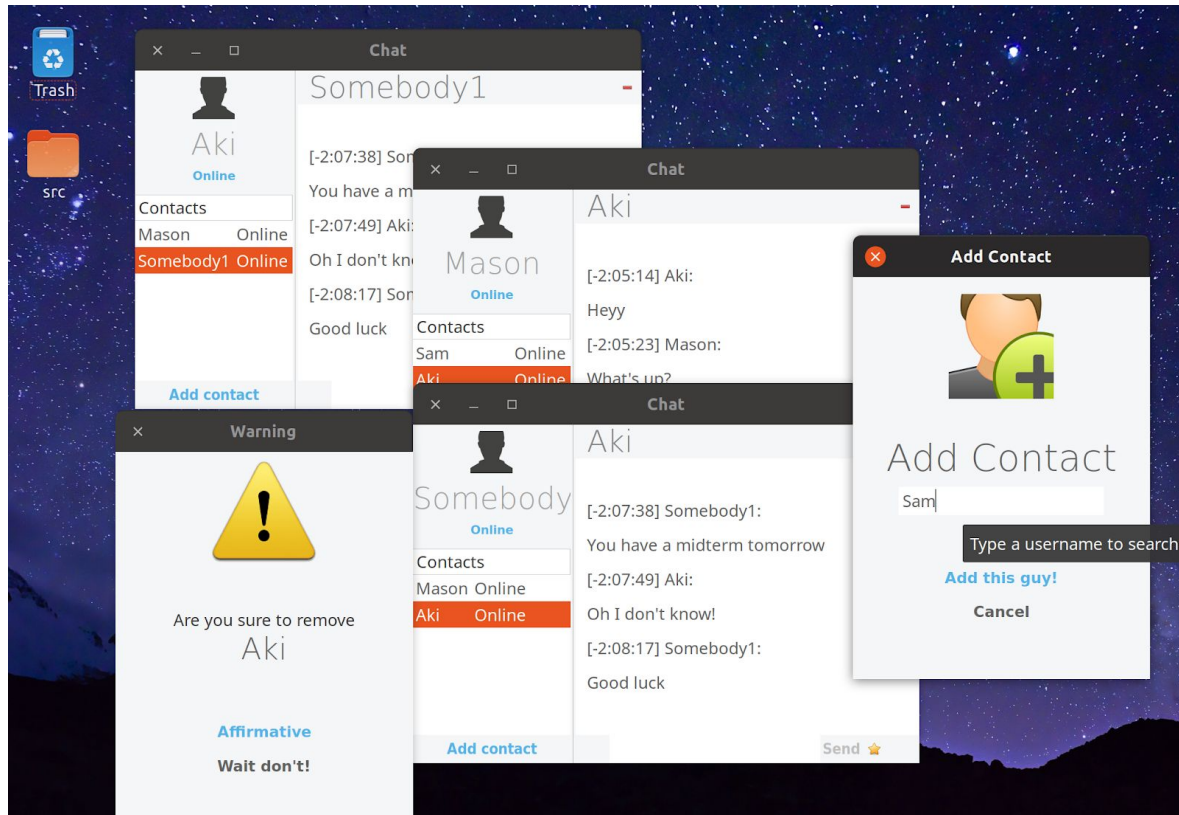 Trash
src
Chat
Aki
Online
Contacts
Mason Online
Somebody1 Online
Add contact
Somebody1
[-2:07:38] Som
You have a m
[-2:07:49] Aki:
Oh I don't kn
[-2:08:17] Som
Good luck
Chat
Mason
Online
Contacts
Sam Online
Aki Online
Aki
[-2:05:14] Aki:
Heyy
[-2:05:23] Mason:
What's up?
Chat
Somebody
Online
Contacts
Mason Online
Aki Online
Add contact
Aki
[-2:07:38] Somebody1:
You have a midterm tomorrow
[-2:07:49] Aki:
Oh I don't know!
[-2:08:17] Somebody1:
Good luck
Send
Warning
Are you sure to remove
Aki
Affirmative
Wait don't!
Add Contact
Add Contact
Sam
Type a username to search
Add this guy!
Cancel